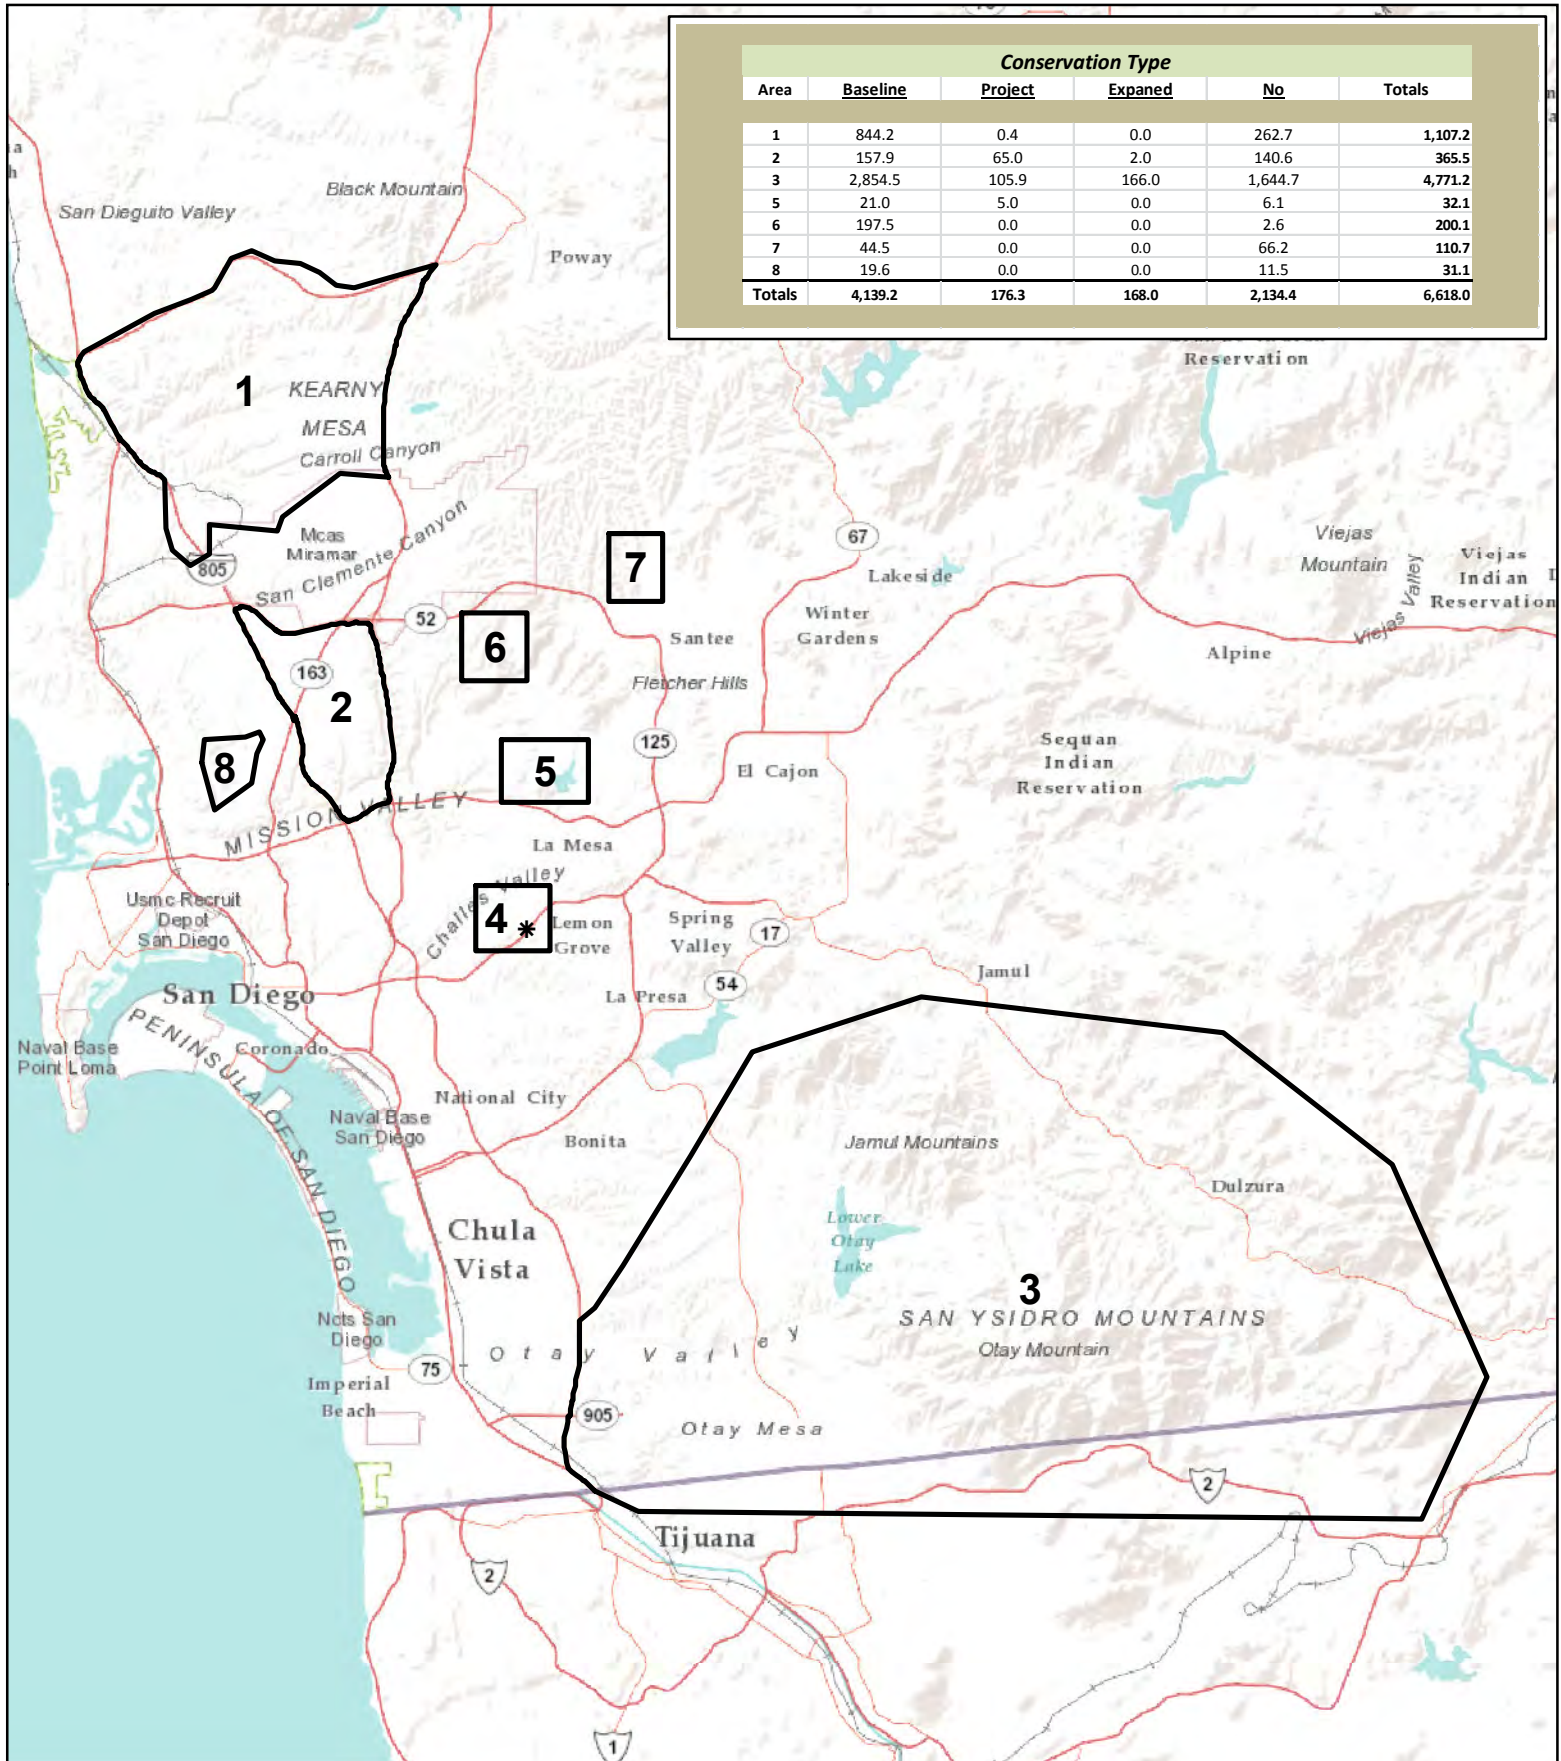 Conservation Type
Area Baseline Project Expaned No Totals
1 844.2 0.4 0.0 262.7 1,107.2
2 157.9 65.0 2.0 140.6 365.5
3 2,854.5 105.9 166.0 1,644.7 4,771.2
5 21.0 5.0 0.0 6.1 32.1
6 197.5 0.0 0.0 2.6 200.1
7 44.5 0.0 0.0 66.2 110.7
8 19.6 0.0 0.0 11.5 31.1
Totals 4,139.2 176.3 168.0 2,134.4 6,618.0
Black Mountain
San Dieguito Valley
Poway
Reservation
1
KEARNY
MESA
Carroll Canyon
Mcas
Miramar
San Clemente Canyon
805
7
67
Lakeside
Viejas
Mountain
Viejas Valley
Viejas
Indian
Reservation
52
6
Santee
Winter
Gardens
Alpine
163
2
Fletcher Hills
8
5
125
El Cajon
Sequan
Indian
Reservation
MISSION VALLEY
La Mesa
Usmc Recruit
Depot
San Diego
Challes Valley
4 *
Lemon
Grove
Spring
Valley
17
54
Jamul
San Diego
La Presa
PENINSULA OF SAN DIEGO
Naval Base
Point Loma
Coronado
National City
Naval Base
San Diego
Bonita
Jamul Mountains
Dulzura
Chula
Vista
Lower
Otay
Lake
3
SAN YSIDRO MOUNTAINS
Otay Mountain
Ncts San
Diego
Otay Valley
75
Imperial
Beach
905
Otay Mesa
2
Tijuana
2
1